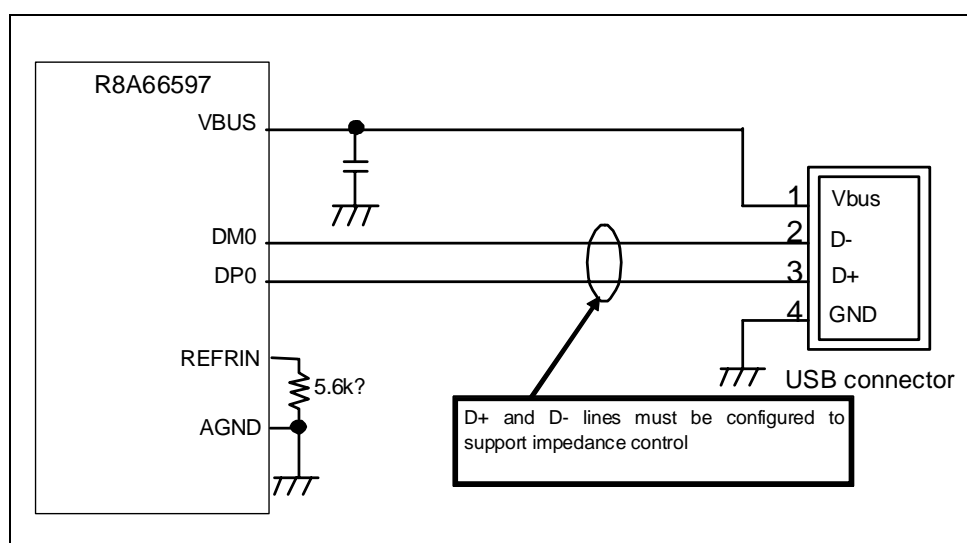 R8A66597
VBUS
DM0
DP0
REFRIN
5.6k?
AGND
1 Vbus
2 D-
3 D+
4 GND
USB connector
D+ and D- lines must be configured to
support impedance control